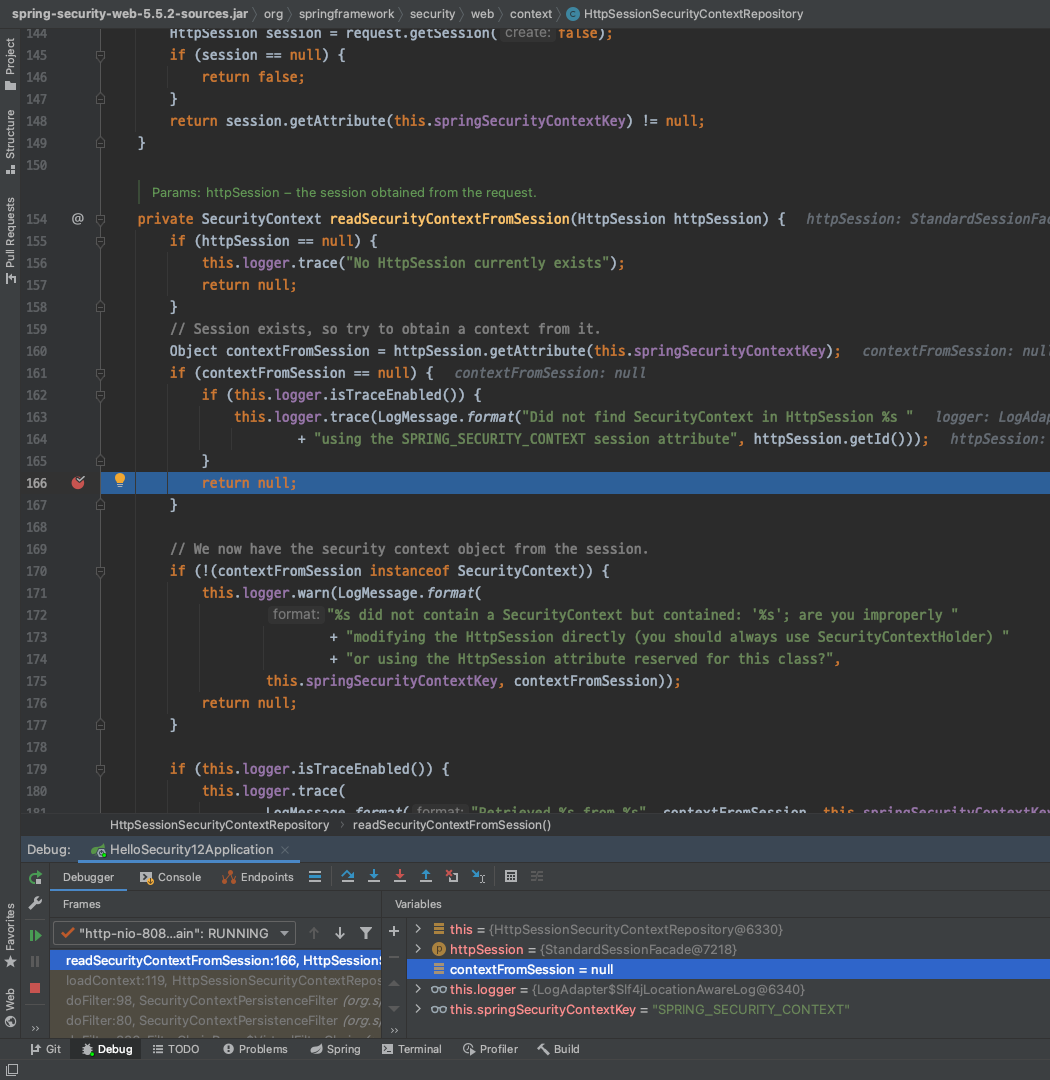 spring-security-web-5.5.2-sources.jar org springframework security web context HttpSessionSecurityContextRepository
Project
Structure
Pull Requests
Favorites
Web
144 HttpSession session = request.getSession( create: false);
145 if (session == null) {
146 return false;
147 }
148 return session.getAttribute(this.springSecurityContextKey) != null;
149 }
150
Params: httpSession – the session obtained from the request.
154 @ private SecurityContext readSecurityContextFromSession(HttpSession httpSession) { httpSession: StandardSessionFac
155 if (httpSession == null) {
156 this.logger.trace("No HttpSession currently exists");
157 return null;
158 }
159 // Session exists, so try to obtain a context from it.
160 Object contextFromSession = httpSession.getAttribute(this.springSecurityContextKey); contextFromSession: null
161 if (contextFromSession == null) { contextFromSession: null
162 if (this.logger.isTraceEnabled()) {
163 this.logger.trace(LogMessage.format("Did not find SecurityContext in HttpSession %s " logger: LogAdap
164 + "using the SPRING_SECURITY_CONTEXT session attribute", httpSession.getId())); httpSession:
165 }
166 return null;
167 }
168
169 // We now have the security context object from the session.
170 if (!(contextFromSession instanceof SecurityContext)) {
171 this.logger.warn(LogMessage.format(
172 format: "%s did not contain a SecurityContext but contained: '%s'; are you improperly "
173 + "modifying the HttpSession directly (you should always use SecurityContextHolder) "
174 + "or using the HttpSession attribute reserved for this class?",
175 this.springSecurityContextKey, contextFromSession));
176 return null;
177 }
178
179 if (this.logger.isTraceEnabled()) {
180 this.logger.trace(
181 LogMessage.format( format: "Retrieved %s from %s", contextFromSession, this.springSecurityContextKey
HttpSessionSecurityContextRepository readSecurityContextFromSession()
Debug: HelloSecurity12Application
Debugger Console Endpoints
Frames Variables
"http-nio-808...ain": RUNNING
readSecurityContextFromSession:166, HttpSessionS
loadContext:119, HttpSessionSecurityContextRepos
doFilter:98, SecurityContextPersistenceFilter (org.s
doFilter:80, SecurityContextPersistenceFilter (org.s
this = {HttpSessionSecurityContextRepository@6330}
httpSession = {StandardSessionFacade@7218}
contextFromSession = null
this.logger = {LogAdapter$Slf4jLocationAwareLog@6340}
this.springSecurityContextKey = "SPRING_SECURITY_CONTEXT"
Git Debug TODO Problems Spring Terminal Profiler Build